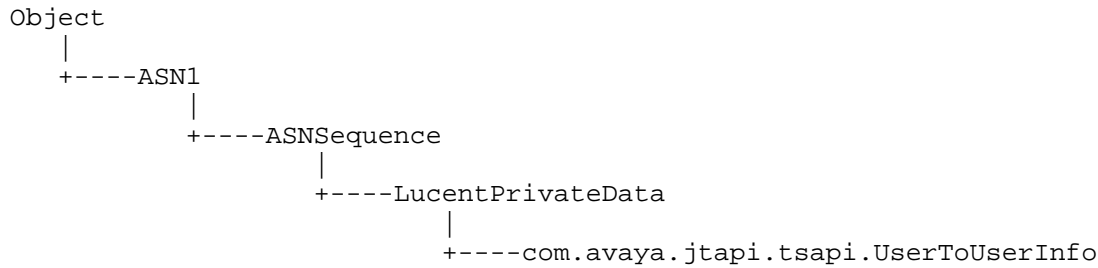 Object
   |
   +----ASN1
           |
           +----ASNSequence
                   |
                   +----LucentPrivateData
                           |
                           +----com.avaya.jtapi.tsapi.UserToUserInfo